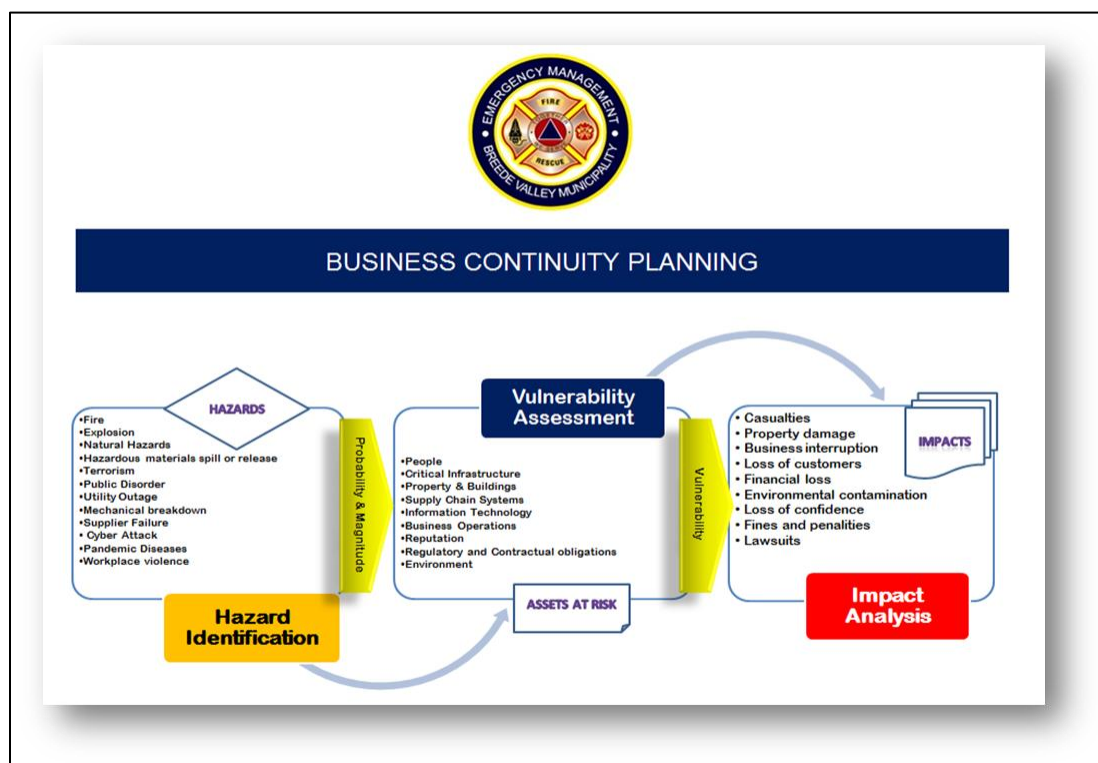 EMERGENCY MANAGEMENT
FIRE
RESCUE
BREEDE VALLEY MUNICIPALITY
BUSINESS CONTINUITY PLANNING
HAZARDS
•Fire
•Explosion
•Natural Hazards
•Hazardous materials spill or release
•Terrorism
•Public Disorder
•Utility Outage
•Mechanical breakdown
•Supplier Failure
• Cyber Attack
•Pandemic Diseases
•Workplace violence
Hazard
Identification
Probability & Magnitude
Vulnerability
Assessment
•People
•Critical Infrastructure
•Property & Buildings
•Supply Chain Systems
•Information Technology
•Business Operations
•Reputation
•Regulatory and Contractual obligations
•Environment
ASSETS AT RISK
Vulnerability
• Casualties
• Property damage
• Business interruption
• Loss of customers
• Financial loss
• Environmental contamination
• Loss of confidence
• Fines and penalities
• Lawsuits
IMPACTS
Impact
Analysis